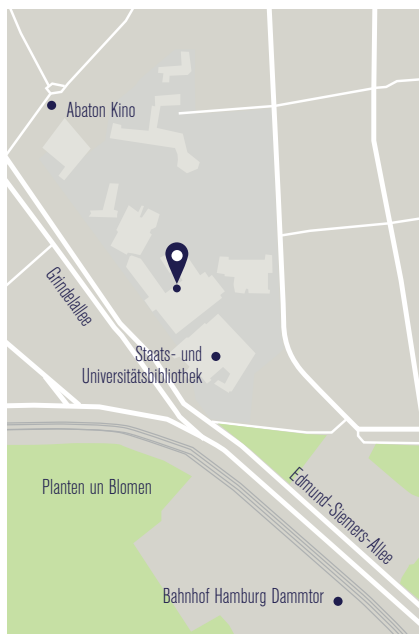 Abaton Kino
Grindelallee
Staats- und
Universitätsbibliothek
Edmund-Siemers-Allee
Planten un Blomen
Bahnhof Hamburg Dammtor